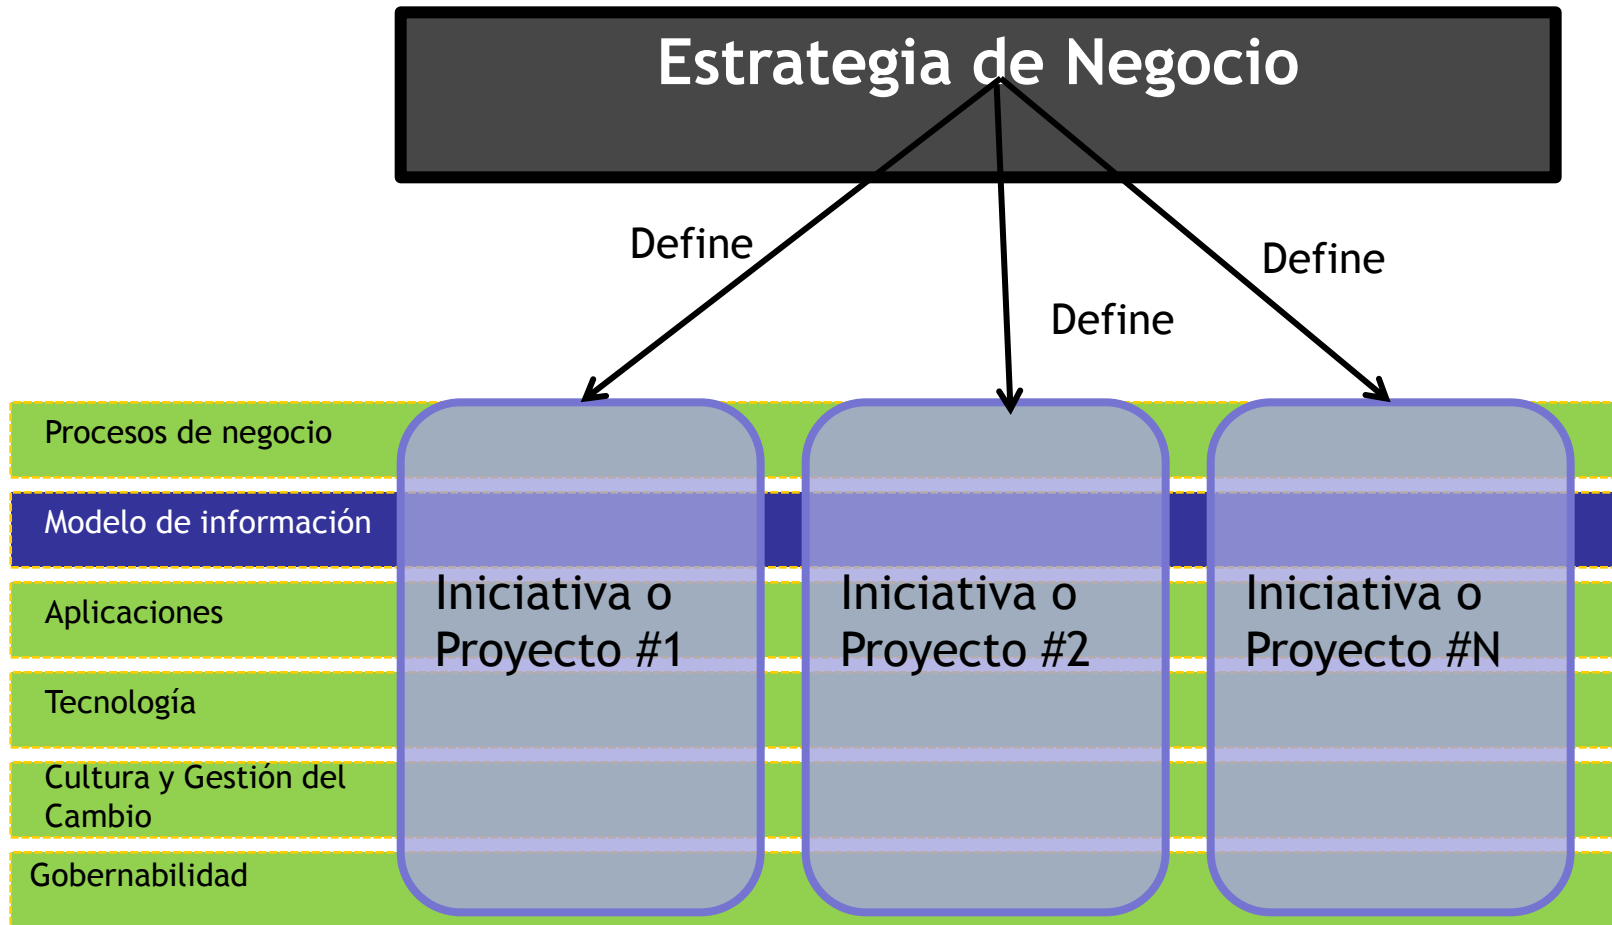 Estrategia de Negocio
Define
Define
Define
Procesos de negocio
Modelo de información
Aplicaciones
Tecnología
Cultura y Gestión del
Cambio
Gobernabilidad
Iniciativa o
Proyecto #1
Iniciativa o
Proyecto #2
Iniciativa o
Proyecto #N